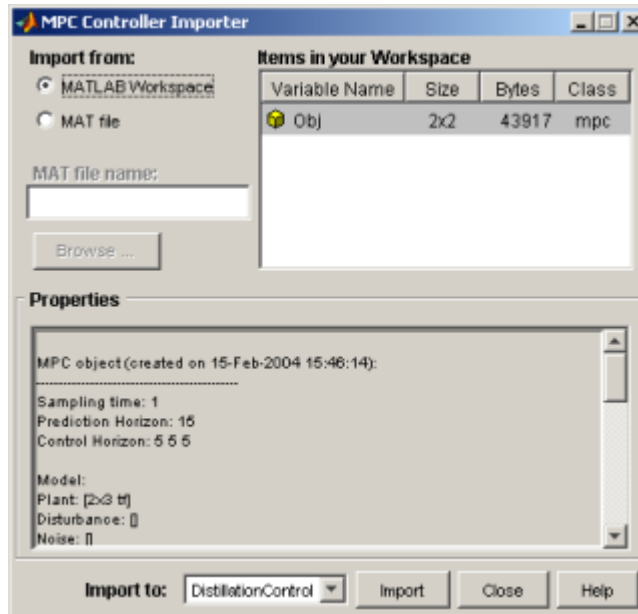 MPC Controller Importer
Import from:
MATLAB Workspace
MAT file
MAT file name:
Browse ...
Items in your Workspace
Variable Name Size Bytes Class
Obj 2x2 43917 mpc
Properties
MPC object (created on 15-Feb-2004 15:46:14):
---------------------------------------------
Sampling time: 1
Prediction Horizon: 15
Control Horizon: 5 5 5
Model:
Plant: [2x3 tf]
Disturbance: []
Noise: []
Import to: DistillationControl Import Close Help